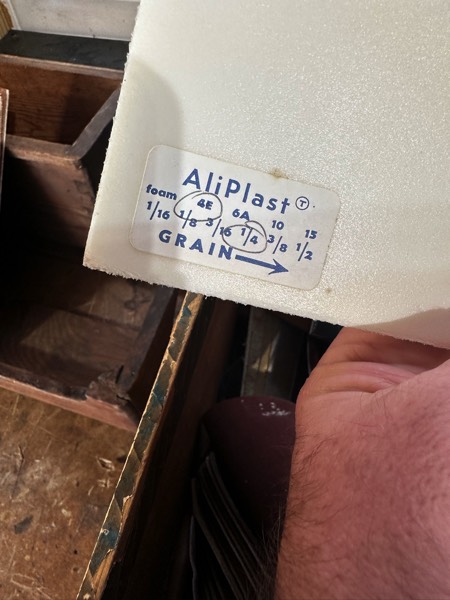 AliPlast Ⓣ
foam 4E 6A 10 15
1/16 1/8 3/16 1/4 3/8 1/2
GRAIN